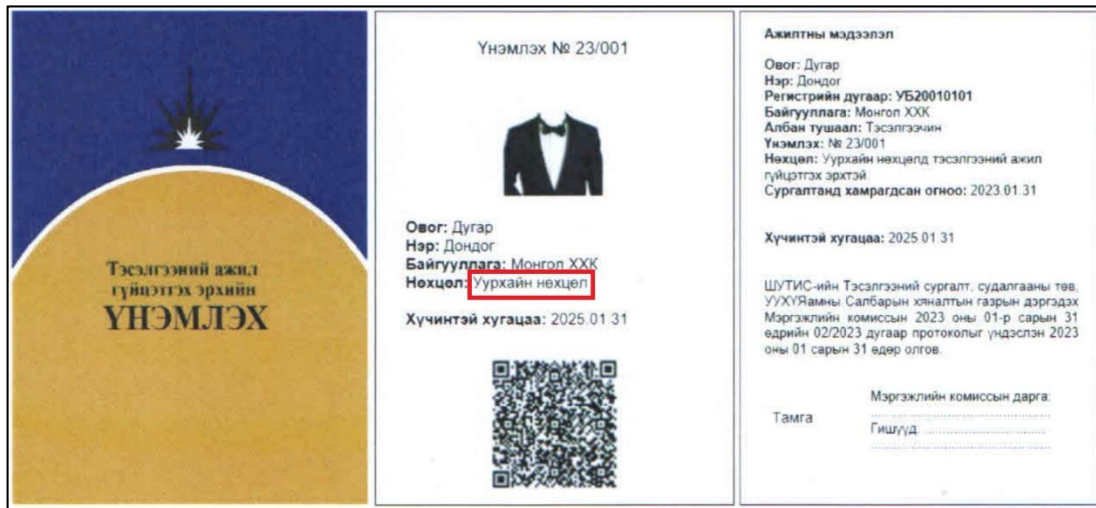 Тэсэлгээний ажил
гүйцэтгэх эрхийн
ҮНЭМЛЭХ
Үнэмлэх № 23/001
Овог: Дугар
Нэр: Дондог
Байгууллага: Монгол ХХК
Нөхцөл: Уурхайн нөхцөл
Хүчинтэй хугацаа: 2025.01.31
Ажилтны мэдээлэл
Овог: Дугар
Нэр: Дондог
Регистрийн дугаар: УБ20010101
Байгууллага: Монгол ХХК
Албан тушаал: Тэсэлгээчин
Үнэмлэх: № 23/001
Нөхцөл: Уурхайн нөхцөлд тэсэлгээний ажил
гүйцэтгэх эрхтэй.
Сургалтанд хамрагдсан огноо: 2023.01.31
Хүчинтэй хугацаа: 2025.01.31
ШУТИС-ийн Тэсэлгээний сургалт, судалгааны төв,
УУХҮЯамны Салбарын хяналтын газрын дэргэдэх
Мэргэжлийн комиссын 2023 оны 01-р сарын 31
өдрийн 02/2023 дугаар протоколыг үндэслэн 2023
оны 01 сарын 31 өдөр олгов.
Мэргэжлийн комиссын дарга:
Тамга
Гишүүд: